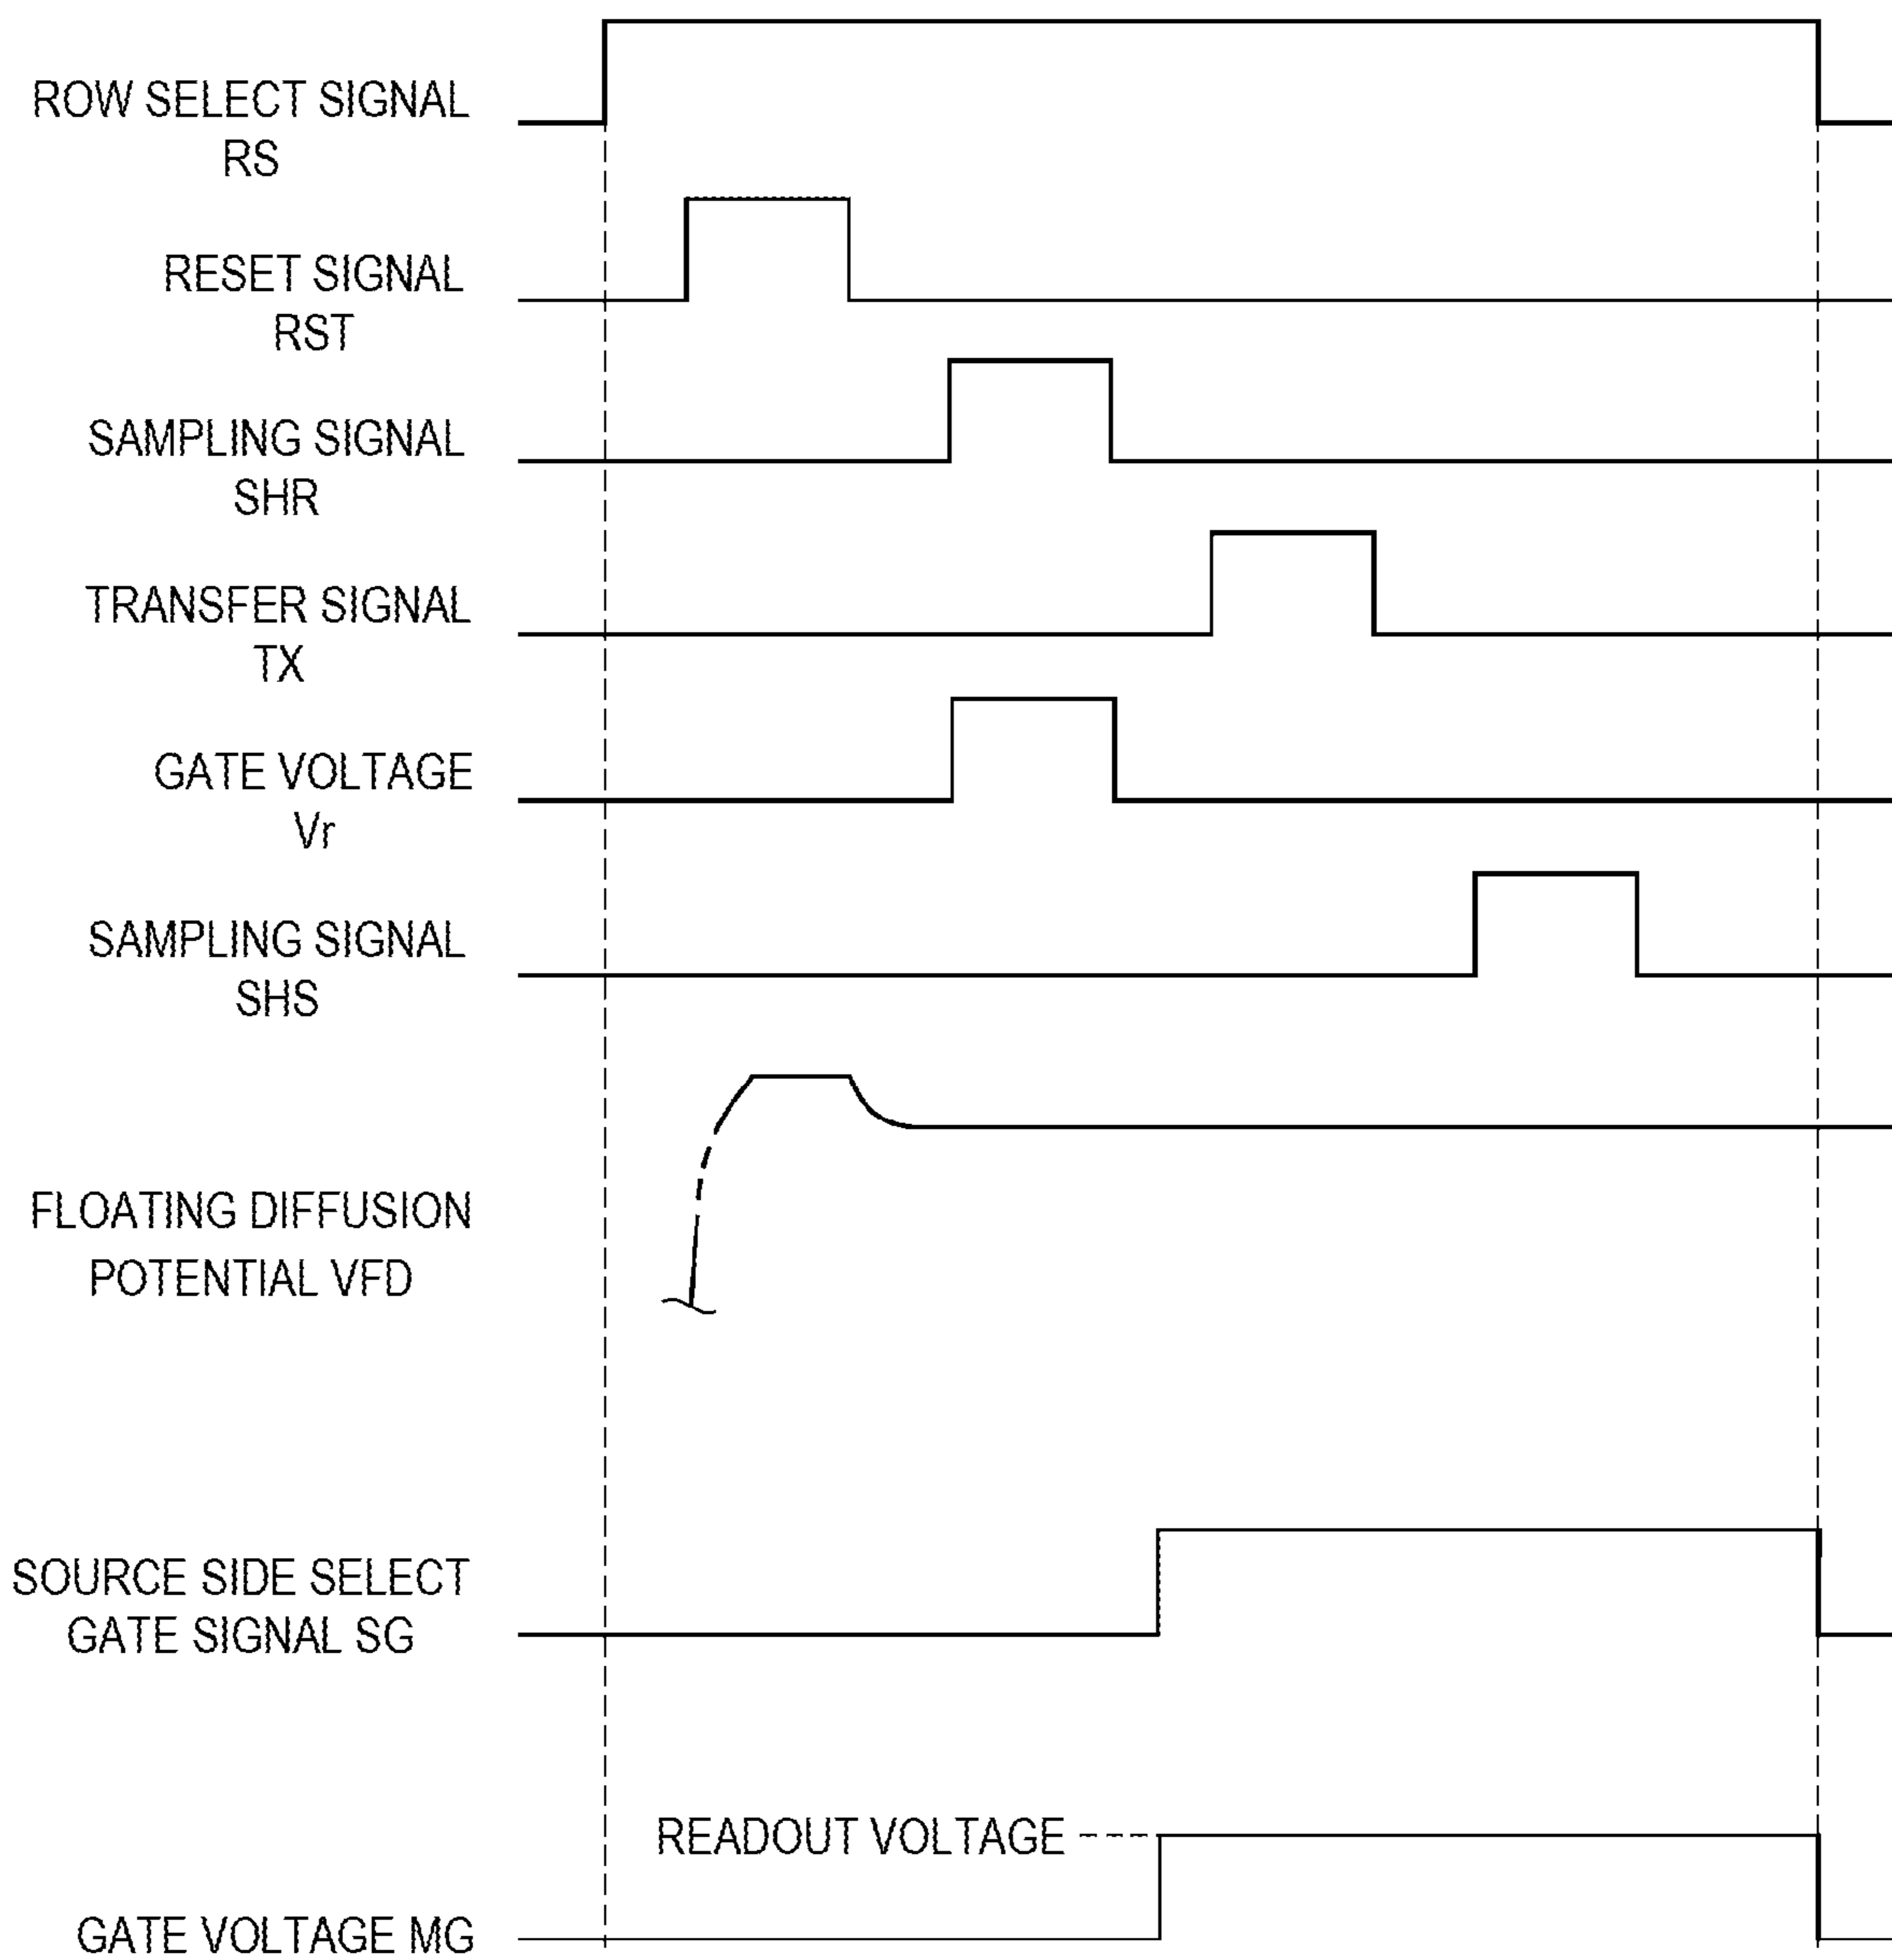 ROW SELECT SIGNAL
RS
RESET SIGNAL
RST
SAMPLING SIGNAL
SHR
TRANSFER SIGNAL
TX
GATE VOLTAGE
Vr
SAMPLING SIGNAL
SHS
FLOATING DIFFUSION
POTENTIAL VFD
SOURCE SIDE SELECT
GATE SIGNAL SG
READOUT VOLTAGE
GATE VOLTAGE MG